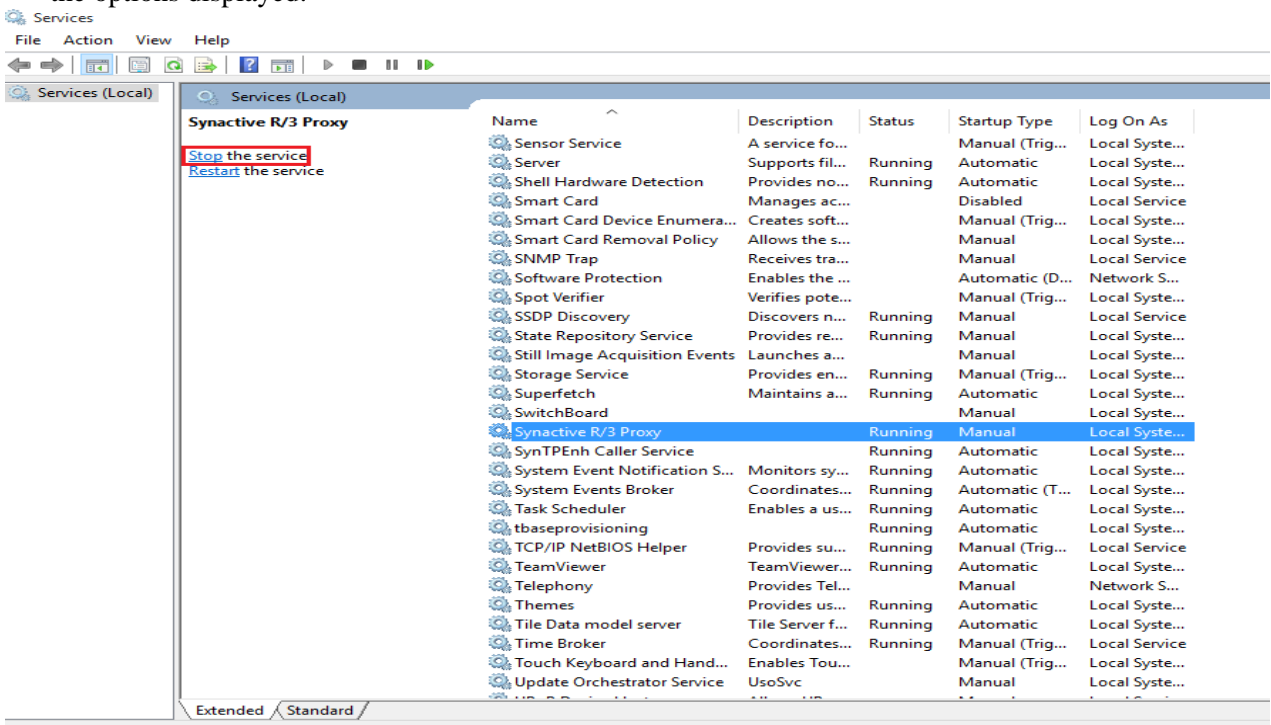 the options displayed.
Services
File Action View Help
Services (Local)
Services (Local)
Synactive R/3 Proxy
Stop the service
Restart the service
Name Description Status Startup Type Log On As
Sensor Service A service fo... Manual (Trig... Local Syste...
Server Supports fil... Running Automatic Local Syste...
Shell Hardware Detection Provides no... Running Automatic Local Syste...
Smart Card Manages ac... Disabled Local Service
Smart Card Device Enumera... Creates soft... Manual (Trig... Local Syste...
Smart Card Removal Policy Allows the s... Manual Local Syste...
SNMP Trap Receives tra... Manual Local Service
Software Protection Enables the ... Automatic (D... Network S...
Spot Verifier Verifies pote... Manual (Trig... Local Syste...
SSDP Discovery Discovers n... Running Manual Local Service
State Repository Service Provides re... Running Manual Local Syste...
Still Image Acquisition Events Launches a... Manual Local Syste...
Storage Service Provides en... Running Manual (Trig... Local Syste...
Superfetch Maintains a... Running Automatic Local Syste...
SwitchBoard Manual Local Syste...
Synactive R/3 Proxy Running Manual Local Syste...
SynTPEnh Caller Service Running Automatic Local Syste...
System Event Notification S... Monitors sy... Running Automatic Local Syste...
System Events Broker Coordinates... Running Automatic (T... Local Syste...
Task Scheduler Enables a us... Running Automatic Local Syste...
tbaseprovisioning Running Automatic Local Syste...
TCP/IP NetBIOS Helper Provides su... Running Manual (Trig... Local Service
TeamViewer TeamViewer... Running Automatic Local Syste...
Telephony Provides Tel... Manual Network S...
Themes Provides us... Running Automatic Local Syste...
Tile Data model server Tile Server f... Running Automatic Local Syste...
Time Broker Coordinates... Running Manual (Trig... Local Service
Touch Keyboard and Hand... Enables Tou... Manual (Trig... Local Syste...
Update Orchestrator Service UsoSvc Manual Local Syste...
Extended Standard